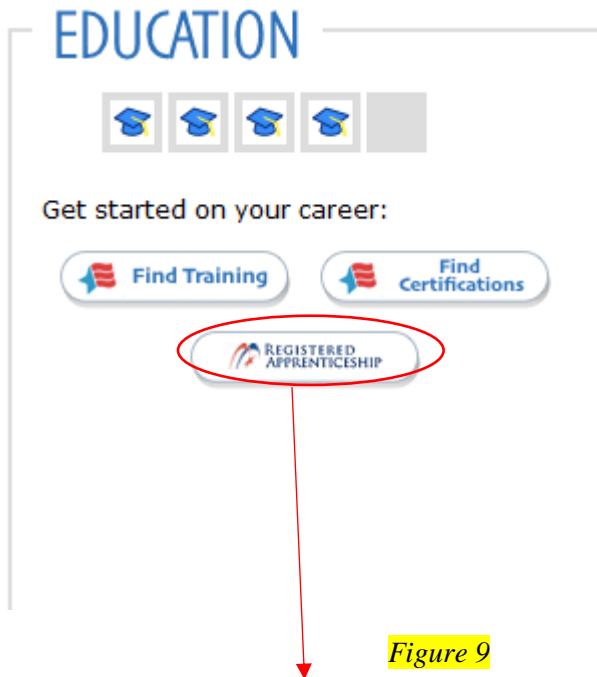 EDUCATION
Get started on your career:
Find Training
Find
Certifications
REGISTERED
APPRENTICESHIP
Figure 9